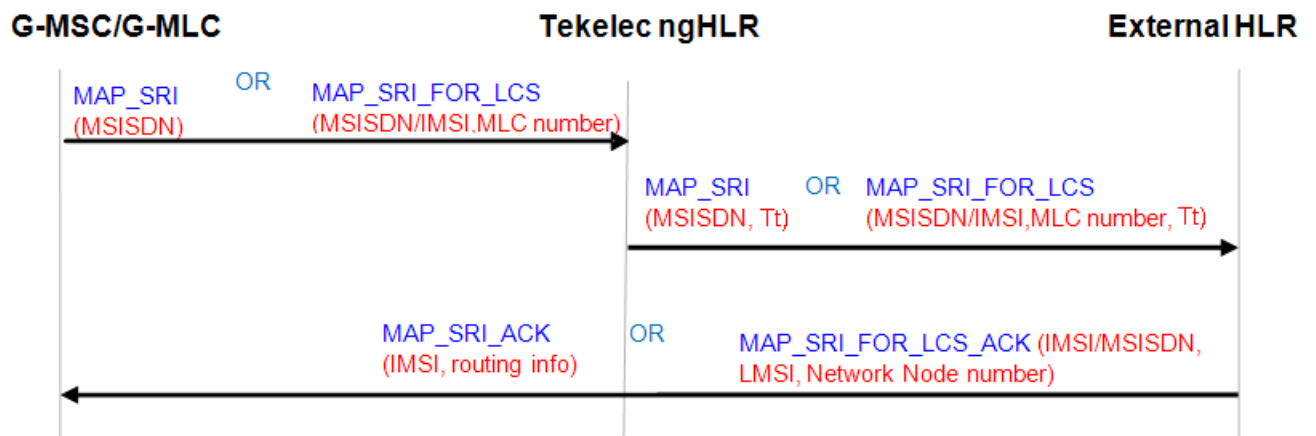 G-MSC/G-MLC Tekelec ngHLR External HLR
MAP_SRI OR MAP_SRI_FOR_LCS
(MSISDN) (MSISDN/IMSI,MLC number)
MAP_SRI OR MAP_SRI_FOR_LCS
(MSISDN, Tt) (MSISDN/IMSI,MLC number, Tt)
MAP_SRI_ACK OR MAP_SRI_FOR_LCS_ACK (IMSI/MSISDN,
(IMSI, routing info) LMSI, Network Node number)